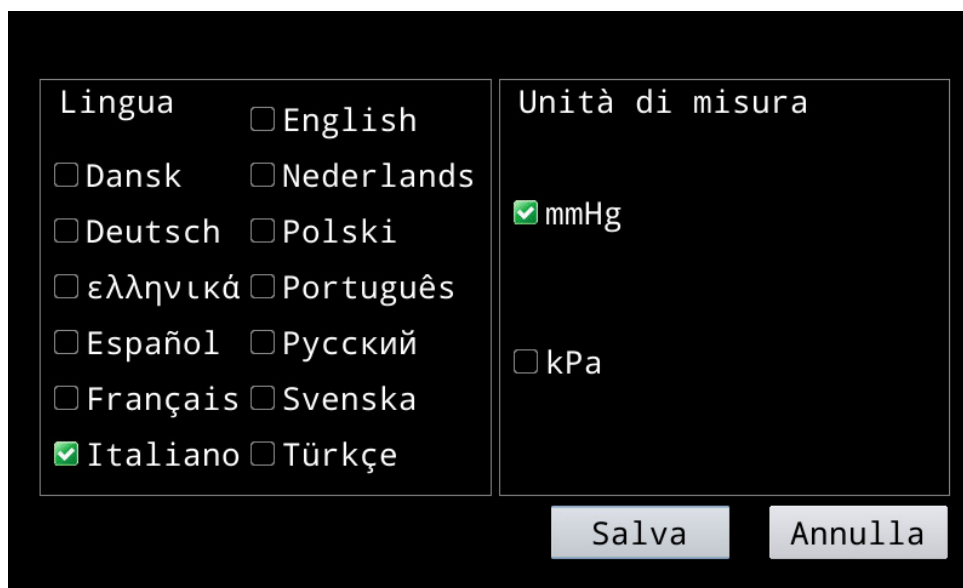 Lingua
English
Dansk
Nederlands
Deutsch
Polski
ελληνικά
Português
Español
Русский
Français
Svenska
Italiano
Türkçe
Unità di misura
mmHg
kPa
Salva
Annulla